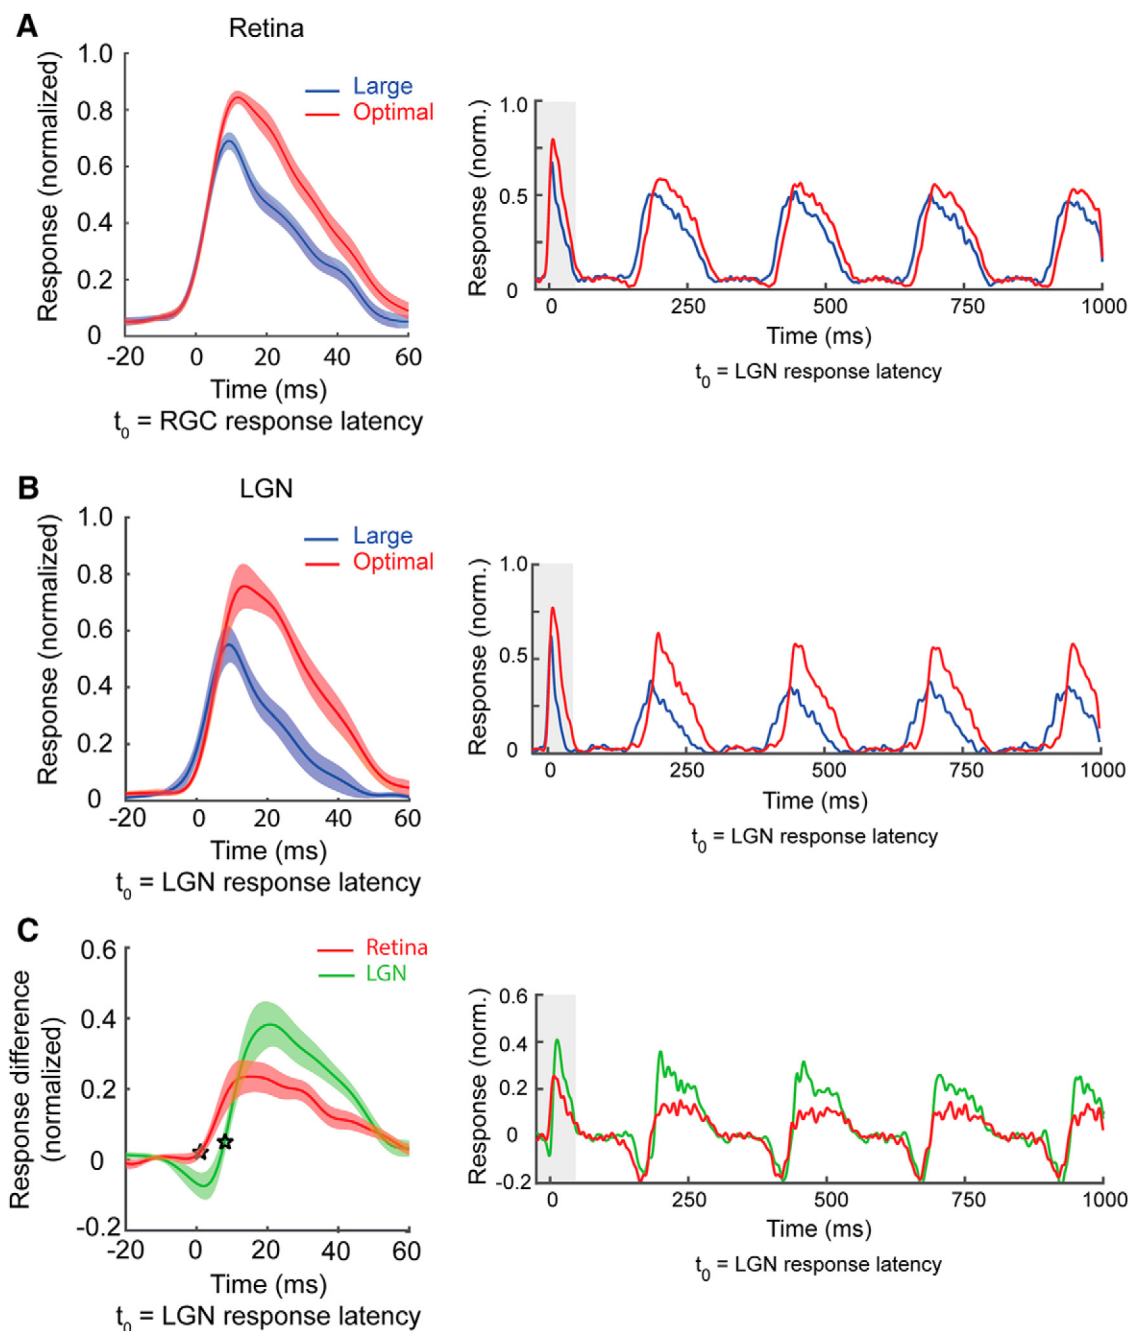 A
Retina
Response (normalized)
1.0
0.8
0.6
0.4
0.2
0
Large
Optimal
-20 0 20 40 60
Time (ms)
t0 = RGC response latency
Response (norm.)
1.0
0.5
0
0 250 500 750 1000
Time (ms)
t0 = LGN response latency
B
LGN
Response (normalized)
1.0
0.8
0.6
0.4
0.2
0
Large
Optimal
-20 0 20 40 60
Time (ms)
t0 = LGN response latency
Response (norm.)
1.0
0.5
0
0 250 500 750 1000
Time (ms)
t0 = LGN response latency
C
Response difference
(normalized)
0.6
0.4
0.2
0
-0.2
Retina
LGN
-20 0 20 40 60
Time (ms)
t0 = LGN response latency
Response (norm.)
0.6
0.4
0.2
0
-0.2
0 250 500 750 1000
Time (ms)
t0 = LGN response latency